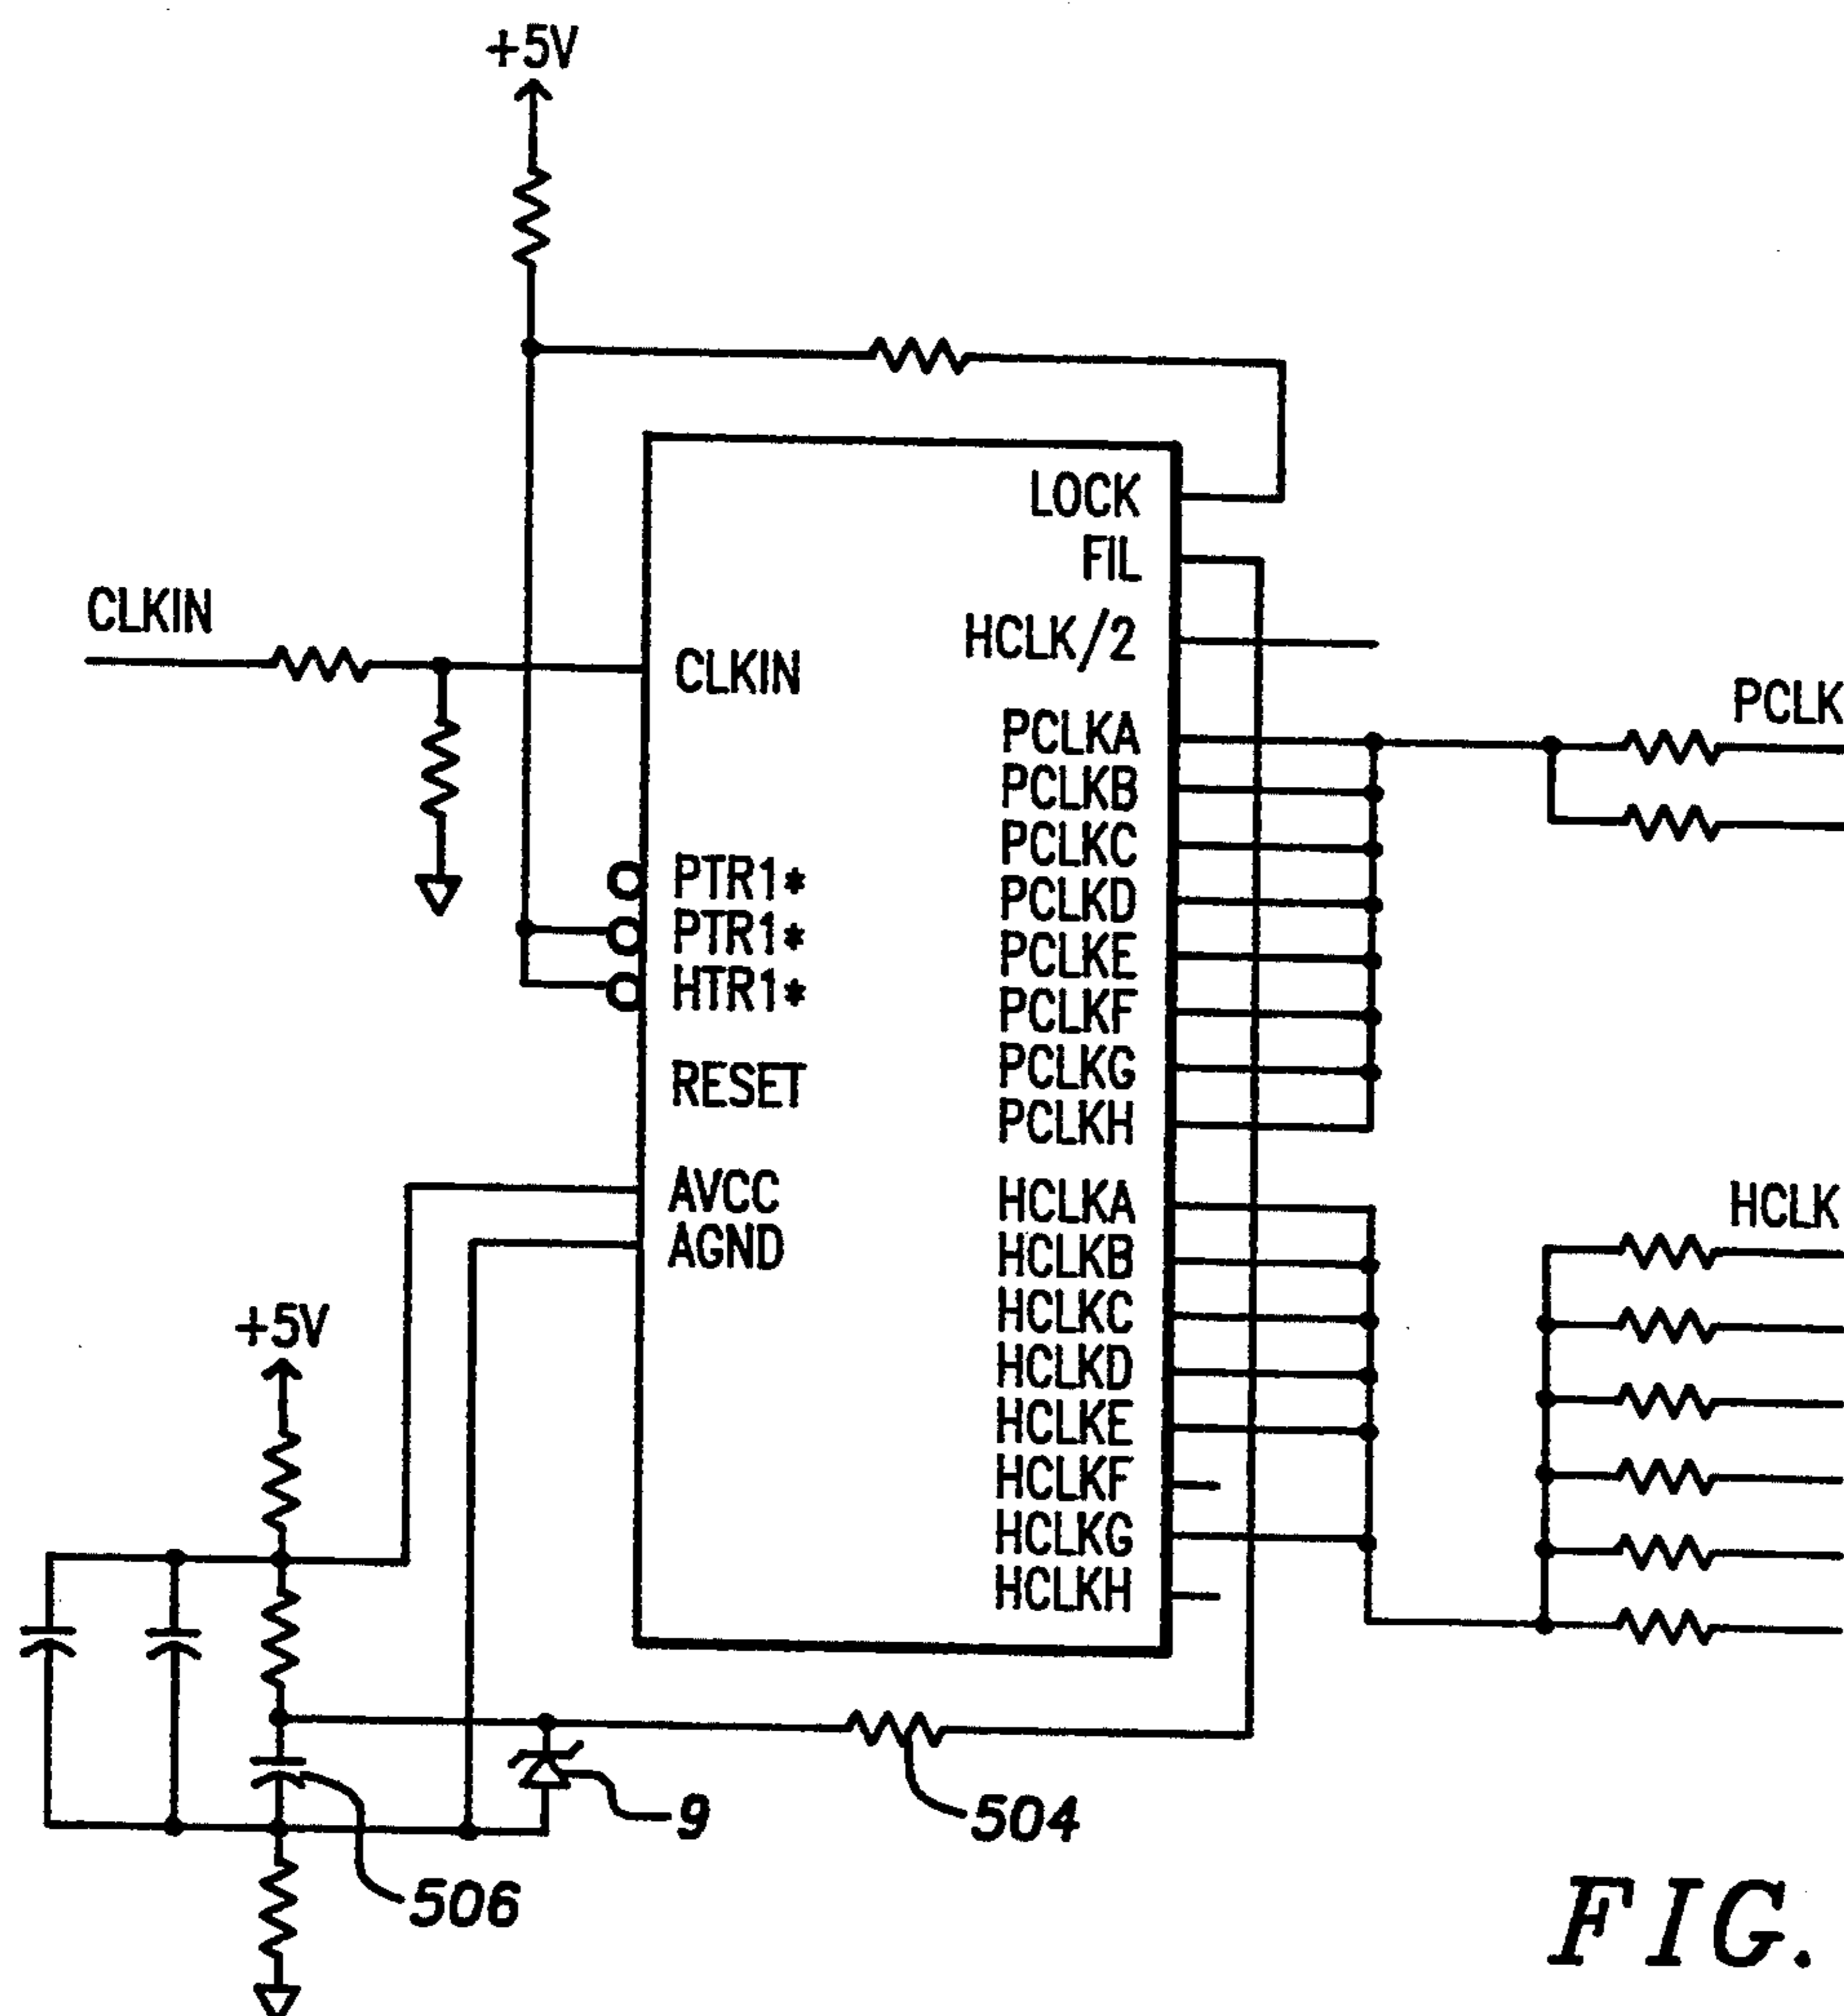 +5V
CLKIN
LOCK
FIL
HCLK/2
CLKIN
PCLKA
PCLKB
PCLKC
PCLKD
PCLKE
PCLKF
PCLKG
PCLKH
PTR1*
PTR1*
HTR1*
RESET
AVCC
AGND
HCLKA
HCLKB
HCLKC
HCLKD
HCLKE
HCLKF
HCLKG
HCLKH
PCLK
HCLK
+5V
9
504
506
FIG.